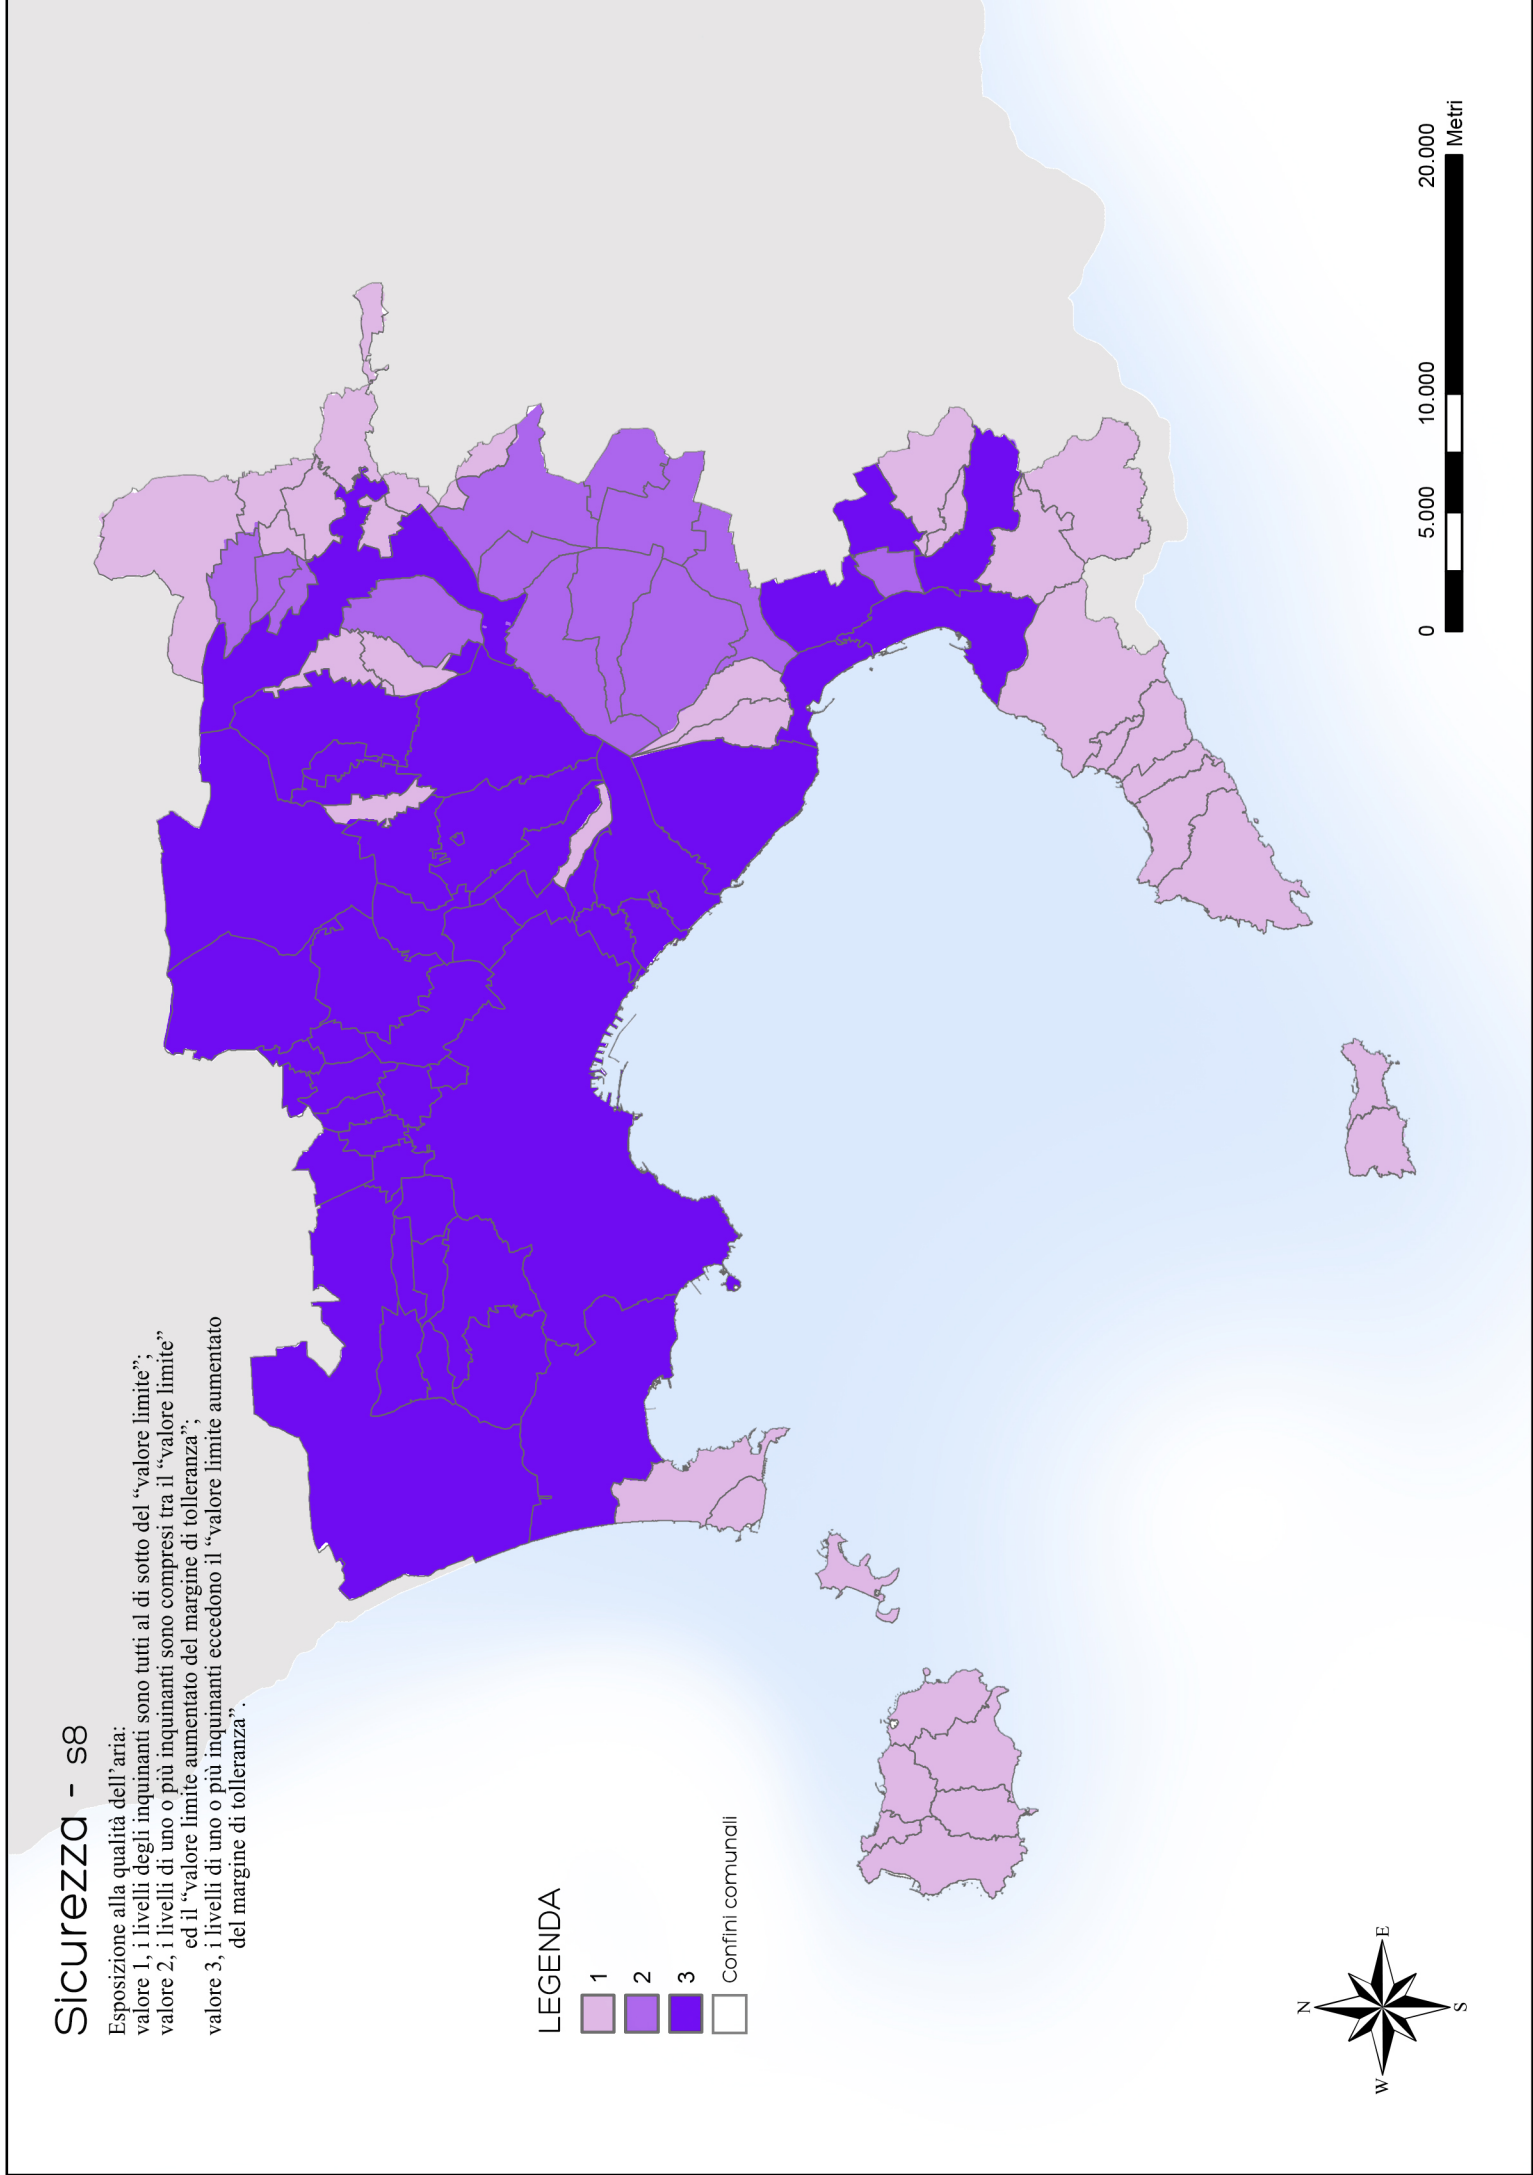 Sicurezza - s8
Esposizione alla qualità dell’aria:
valore 1, i livelli degli inquinanti sono tutti al di sotto del “valore limite”;
valore 2, i livelli di uno o più inquinanti sono compresi tra il “valore limite”
ed il “valore limite aumentato del margine di tolleranza”;
valore 3, i livelli di uno o più inquinanti eccedono il “valore limite aumentato
del margine di tolleranza”.
LEGENDA
1
2
3
Confini comunali
N
W
E
S
0
5.000
10.000
20.000
Metri